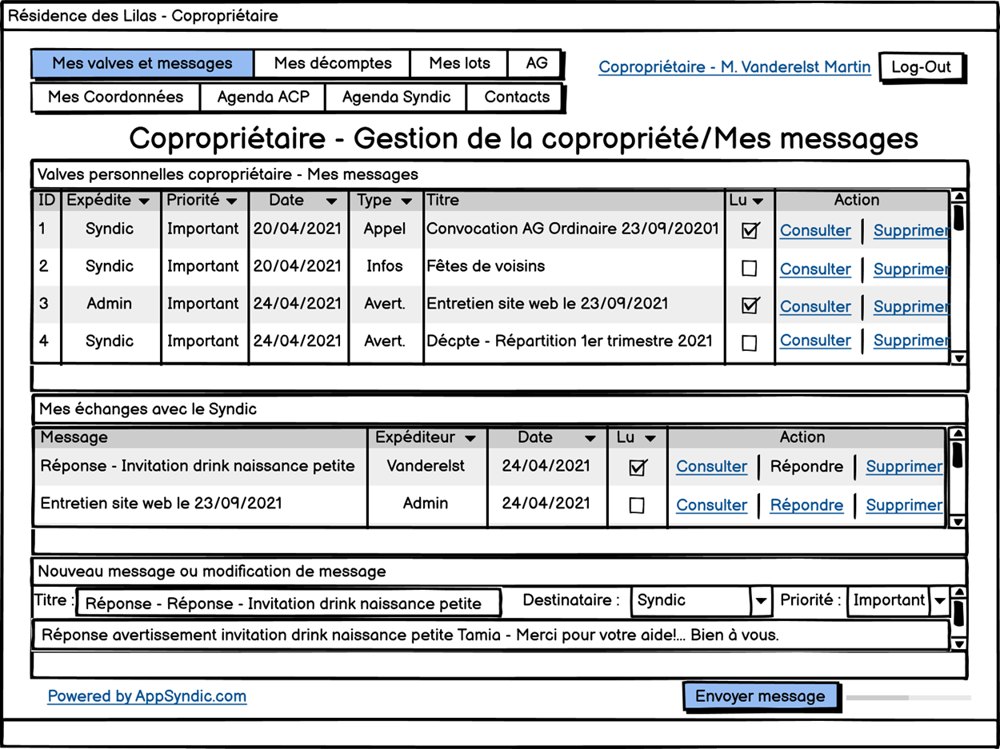 Résidence des Lilas - Copropriétaire
Mes valves et messages Mes décomptes Mes lots AG
Copropriétaire - M. Vanderelst Martin Log-Out
Mes Coordonnées Agenda ACP Agenda Syndic Contacts
Copropriétaire - Gestion de la copropriété/Mes messages
Valves personnelles copropriétaire - Mes messages
ID Expédite Priorité Date Type Titre Lu Action
1 Syndic Important 20/04/2021 Appel Convocation AG Ordinaire 23/09/20201 Consulter | Supprimer
2 Syndic Important 20/04/2021 Infos Fêtes de voisins Consulter | Supprimer
3 Admin Important 24/04/2021 Avert. Entretien site web le 23/09/2021 Consulter | Supprimer
4 Syndic Important 24/04/2021 Avert. Décpte - Répartition 1er trimestre 2021 Consulter | Supprimer
Mes échanges avec le Syndic
Message Expéditeur Date Lu Action
Réponse - Invitation drink naissance petite Vanderelst 24/04/2021 Consulter | Répondre | Supprimer
Entretien site web le 23/09/2021 Admin 24/04/2021 Consulter | Répondre | Supprimer
Nouveau message ou modification de message
Titre : Réponse - Réponse - Invitation drink naissance petite Destinataire : Syndic Priorité : Important
Réponse avertissement invitation drink naissance petite Tamia - Merci pour votre aide!... Bien à vous.
Powered by AppSyndic.com Envoyer message